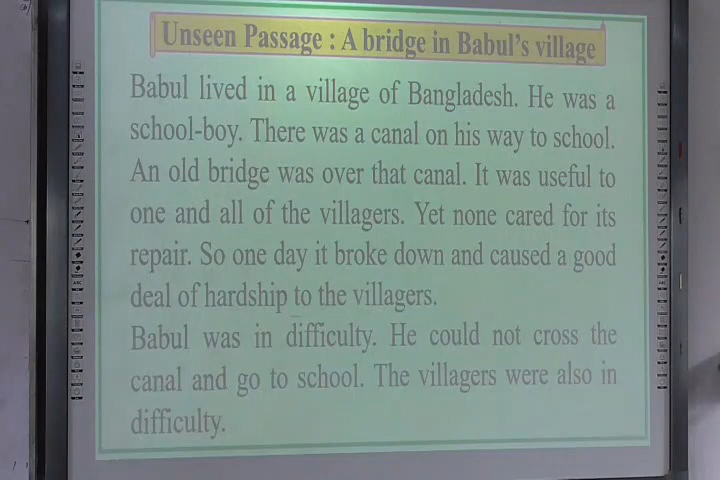 Unseen Passage : A bridge in Babul's village
Babul lived in a village of Bangladesh. He was a
school-boy. There was a canal on his way to school.
An old bridge was over that canal. It was useful to
one and all of the villagers. Yet none cared for its
repair. So one day it broke down and caused a good
deal of hardship to the villagers.
Babul was in difficulty. He could not cross the
canal and go to school. The villagers were also in
difficulty.